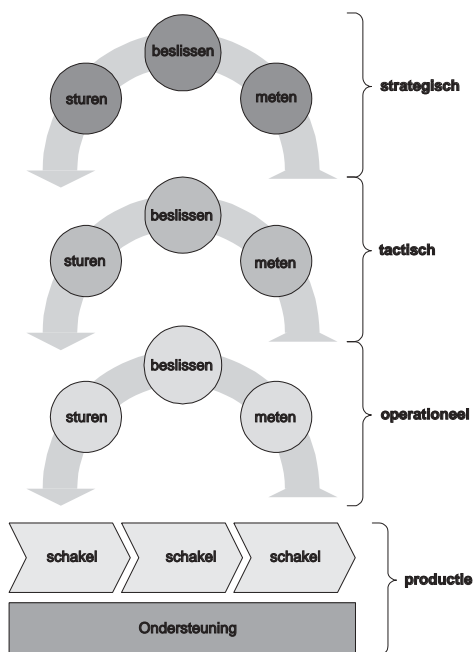 beslissen
sturen
meten
strategisch
beslissen
sturen
meten
tactisch
beslissen
sturen
meten
operationeel
schakel
schakel
schakel
productie
Ondersteuning